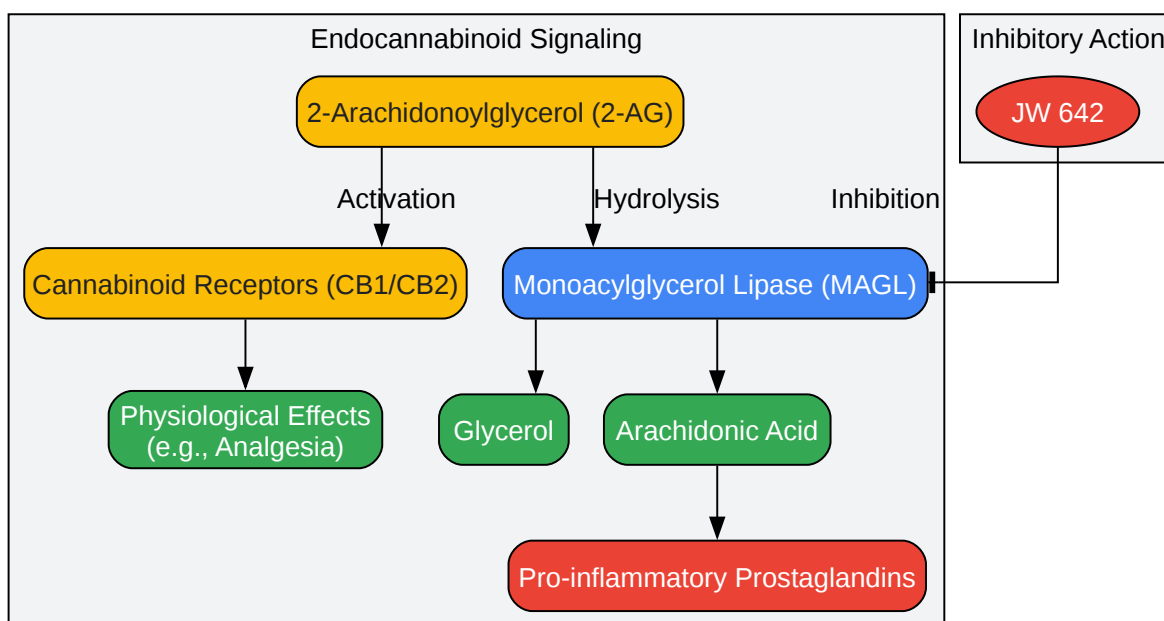 Endocannabinoid Signaling
Inhibitory Action
2-Arachidonoylglycerol (2-AG)
JW 642
Activation
Hydrolysis
Inhibition
Cannabinoid Receptors (CB1/CB2)
Monoacylglycerol Lipase (MAGL)
Physiological Effects
(e.g., Analgesia)
Glycerol
Arachidonic Acid
Pro-inflammatory Prostaglandins